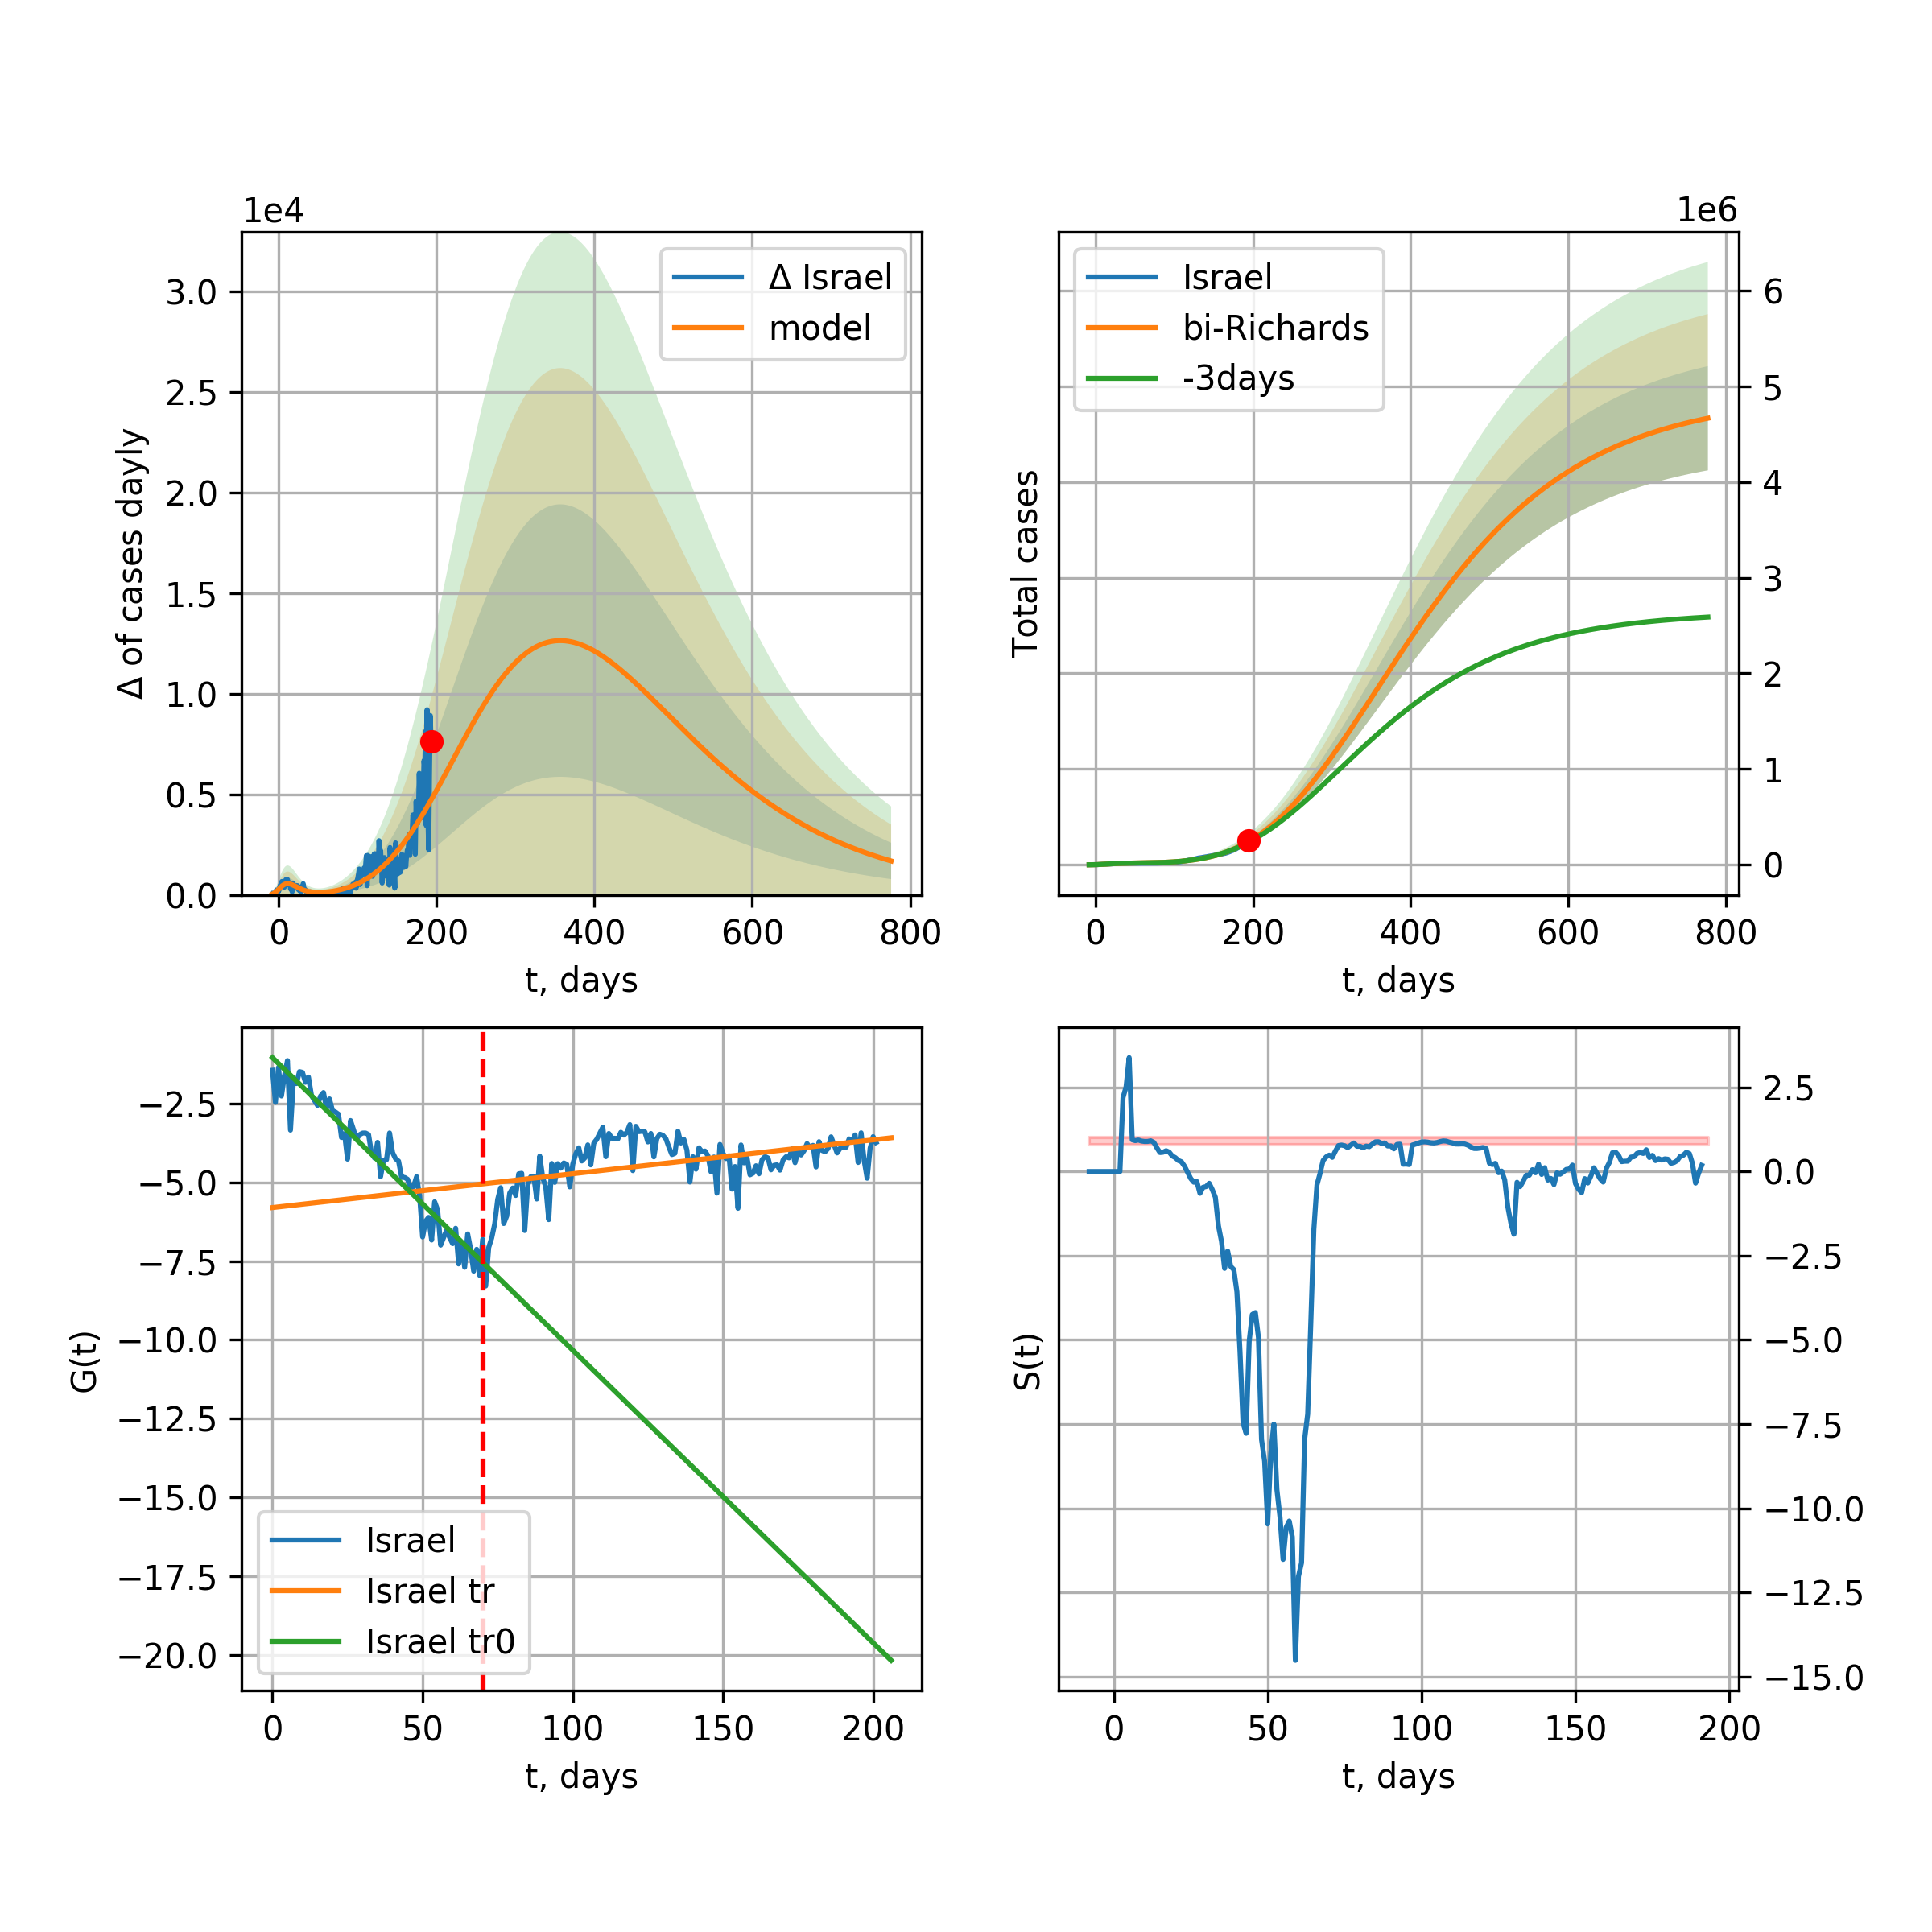 1e4
Δ of cases dayly
3.0
2.5
2.0
1.5
1.0
0.5
0.0
0 200 400 600 800
t, days
Δ Israel
model
1e6
Total cases
6
5
4
3
2
1
0
0 200 400 600 800
t, days
Israel
bi-Richards
-3days
G(t)
−2.5
−5.0
−7.5
−10.0
−12.5
−15.0
−17.5
−20.0
0 50 100 150 200
t, days
Israel
Israel tr
Israel tr0
S(t)
2.5
0.0
−2.5
−5.0
−7.5
−10.0
−12.5
−15.0
0 50 100 150 200
t, days